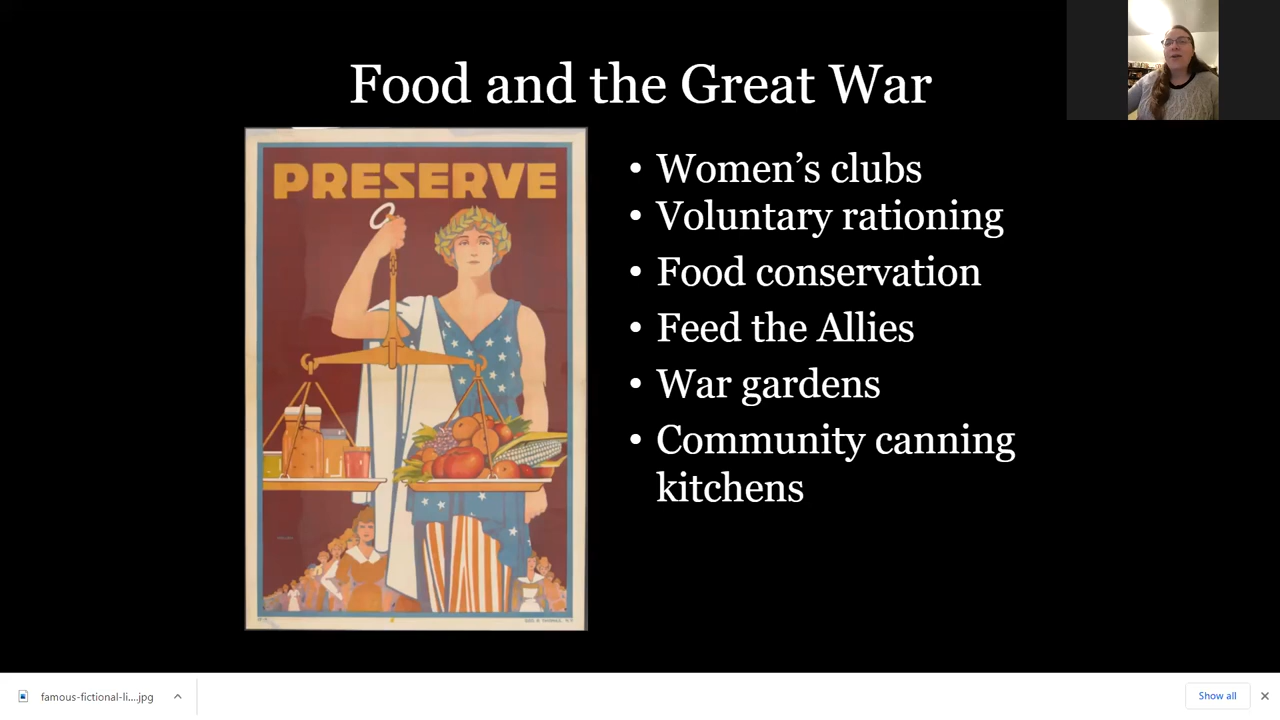 Food and the Great War
PRESERVE
• Women’s clubs
• Voluntary rationing
• Food conservation
• Feed the Allies
• War gardens
• Community canning
kitchens
famous-fictional-li....jpg
Show all